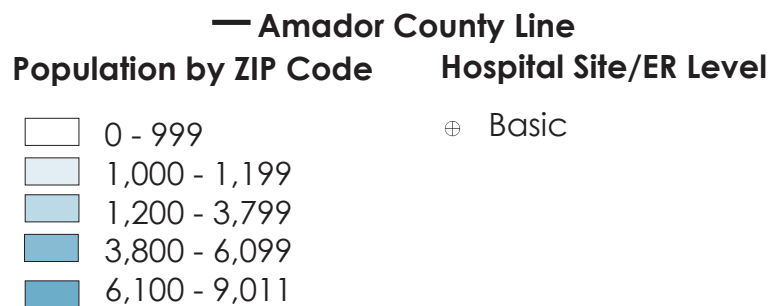 Amador County Line
Population by ZIP Code
Hospital Site/ER Level
0 - 999
Basic
1,000 - 1,199
1,200 - 3,799
3,800 - 6,099
6,100 - 9,011